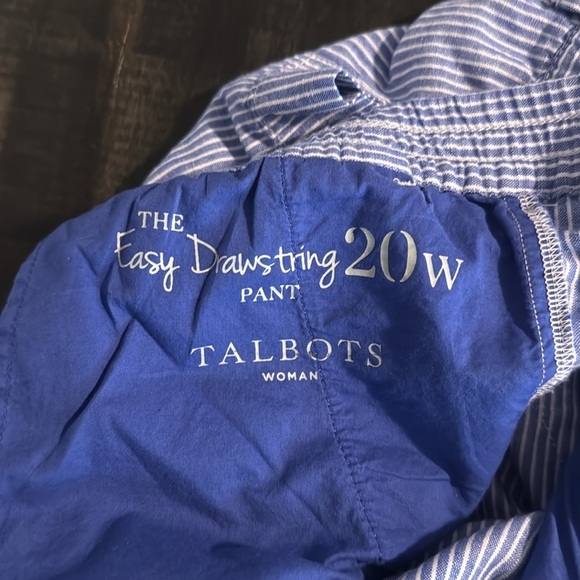 THE
Easy Drawstring 20W
PANT
TALBOTS
WOMAN